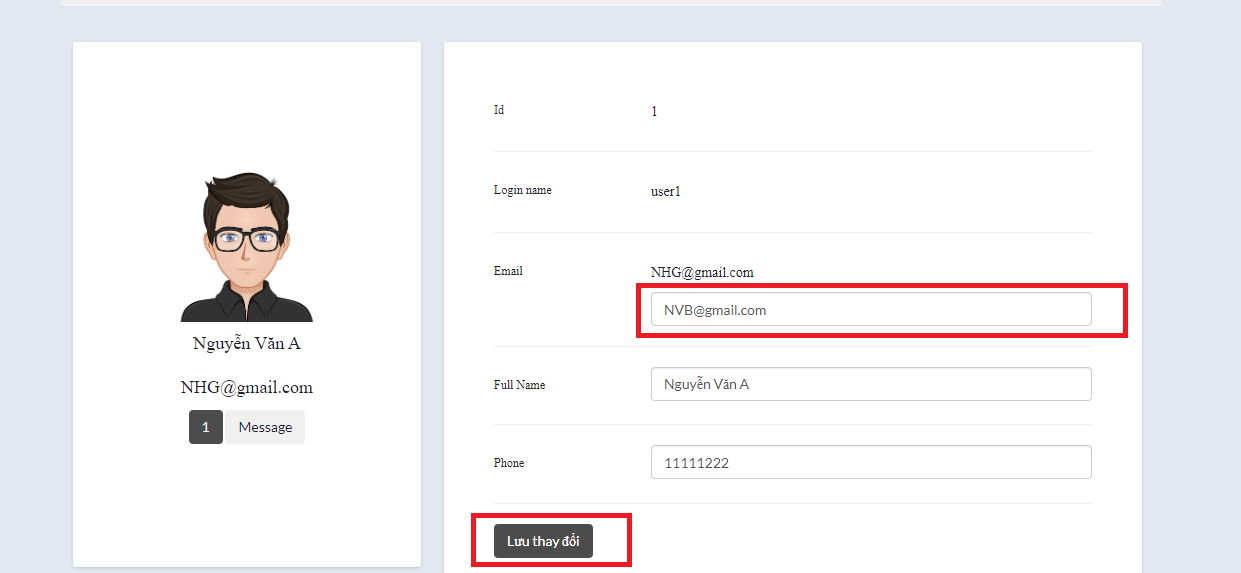 Nguyễn Văn A
NHG@gmail.com
1
Message
Id
1
Login name
user1
Email
NHG@gmail.com
NVB@gmail.com
Full Name
Nguyễn Văn A
Phone
11111222
Lưu thay đổi